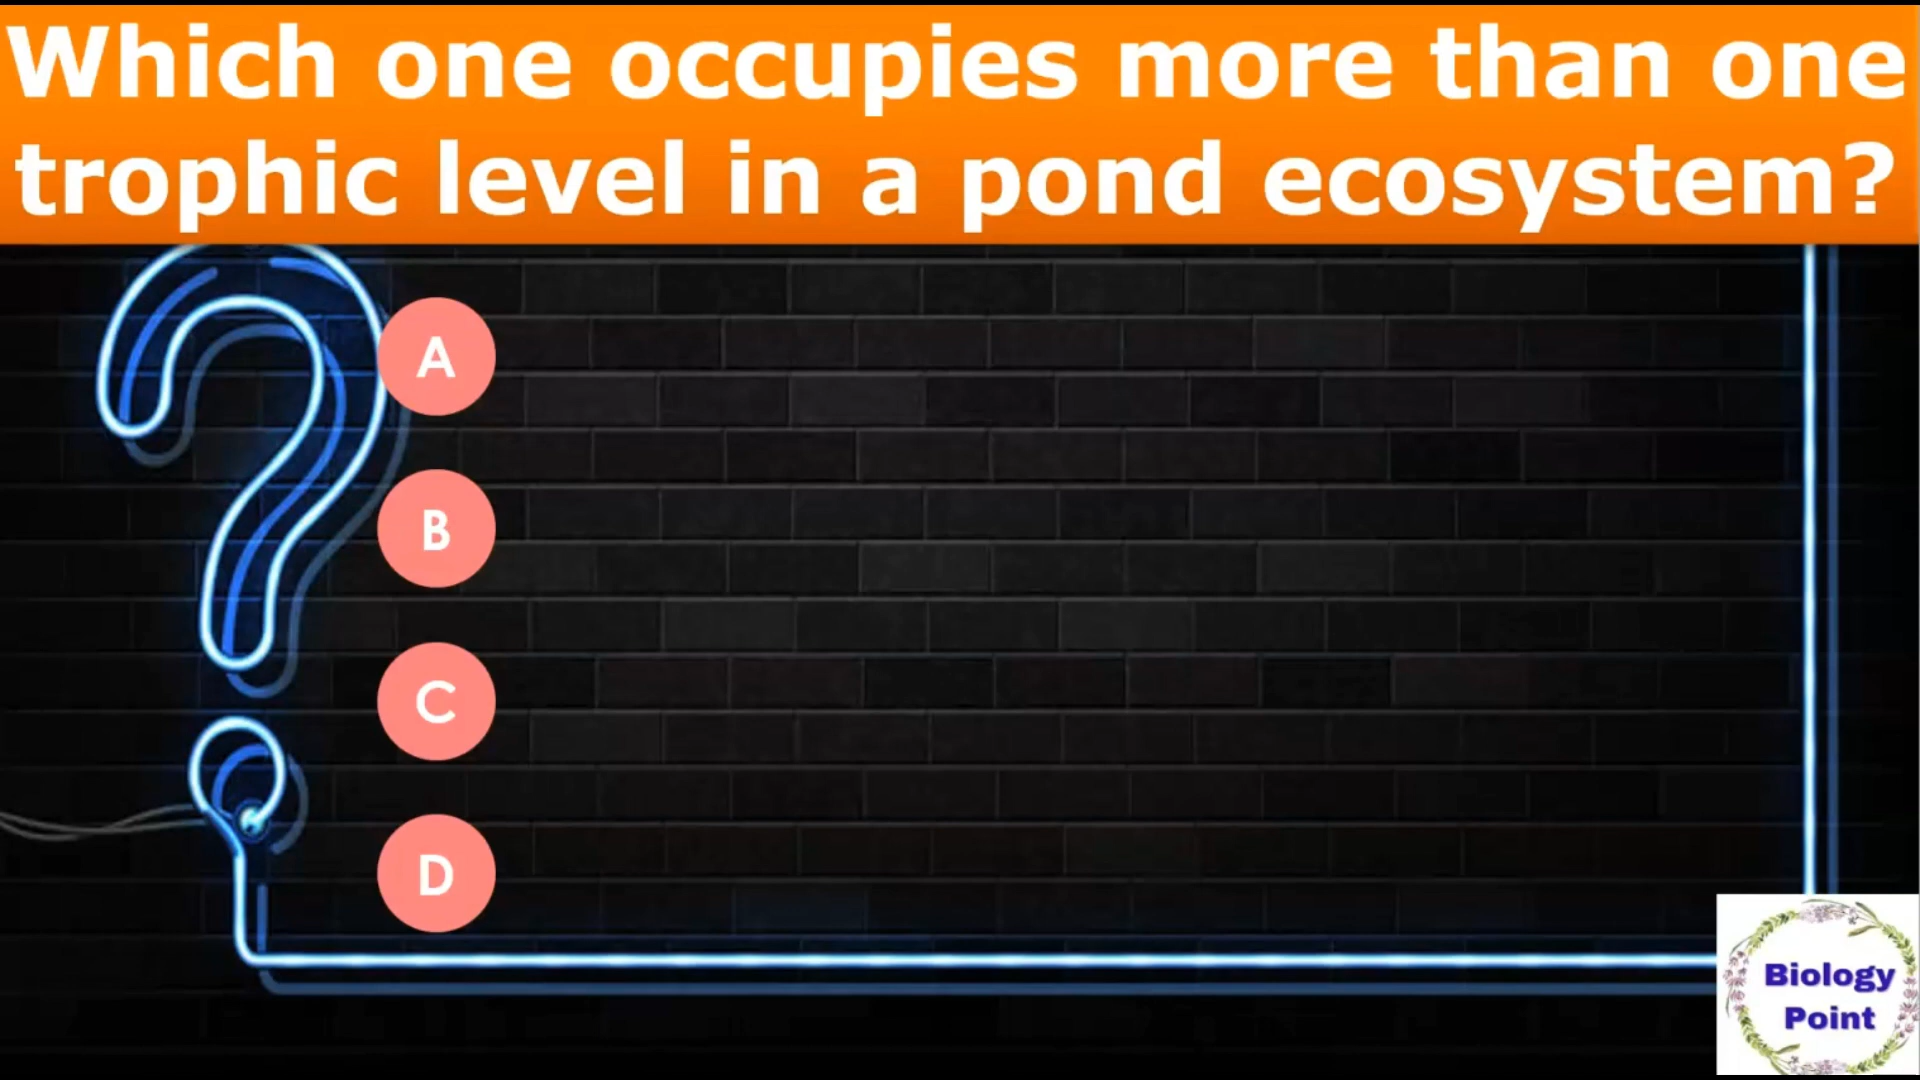 Which one occupies more than one
trophic level in a pond ecosystem?
A
B
C
D
Biology
Point